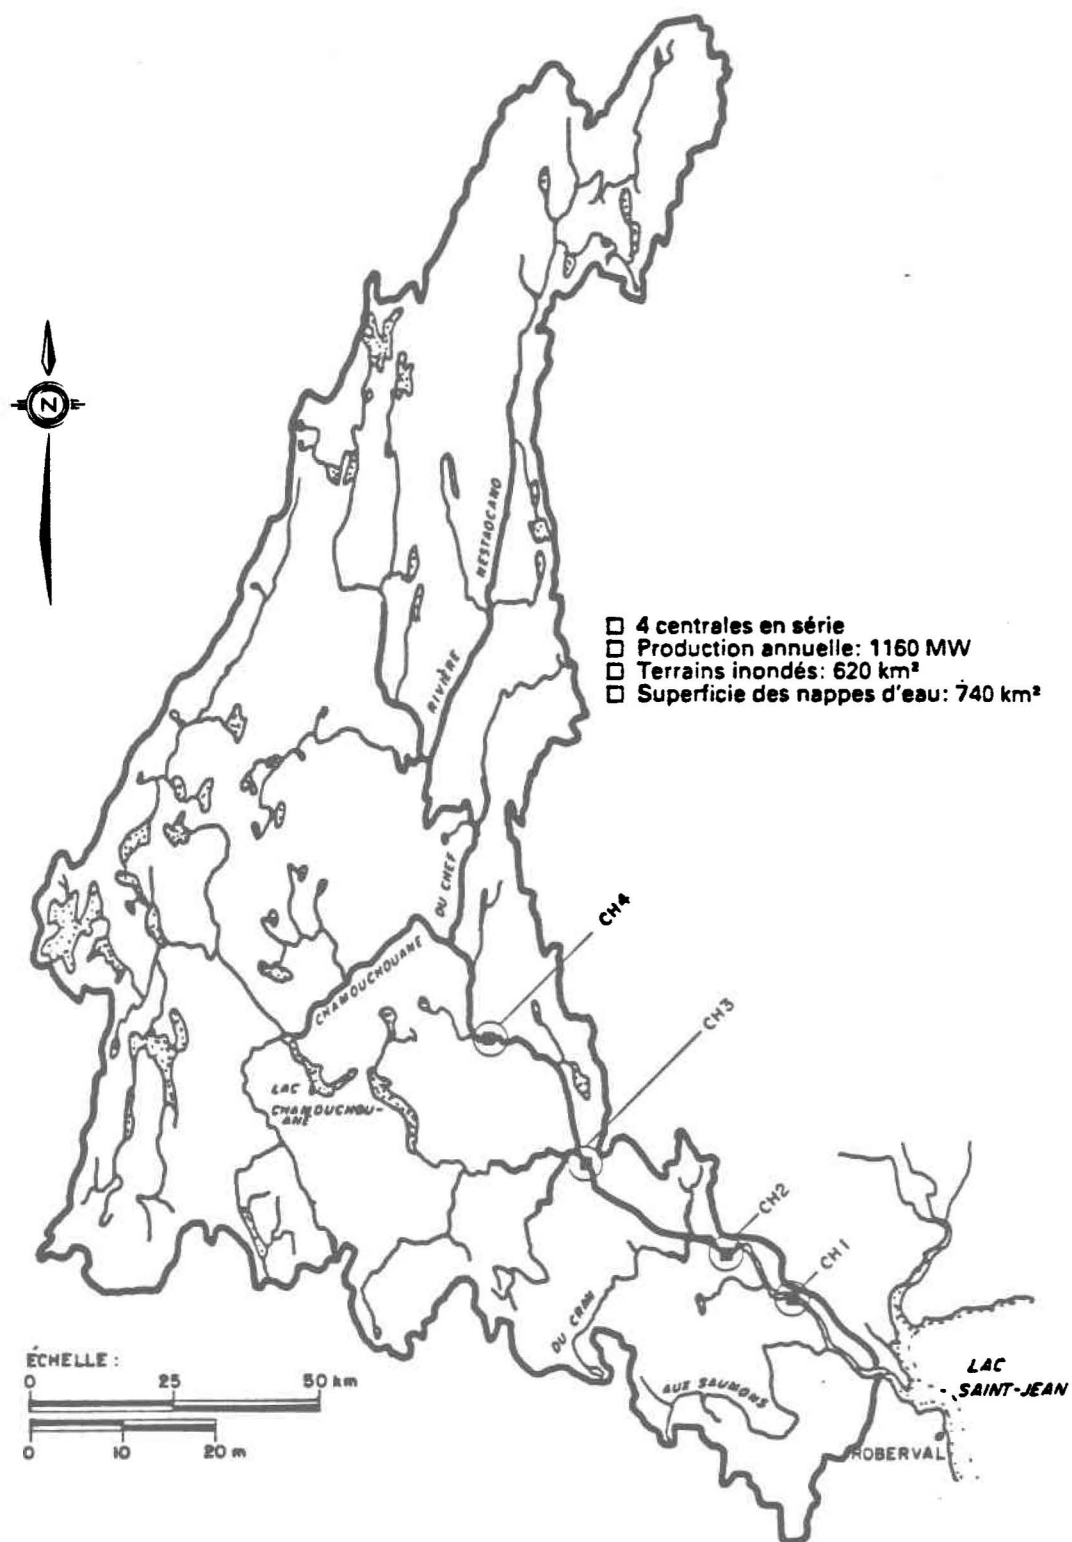 N
NESTAOCANO
RIVIÈRE
☐ 4 centrales en série
☐ Production annuelle: 1160 MW
☐ Terrains inondés: 620 km²
☐ Superficie des nappes d'eau: 740 km²
DU CHEF
CH4
CHAMOUCHOUANE
CH3
LAC
CHAMOUCHOU-
ANE
CH2
CH1
DU CRAN
ÉCHELLE:
0 25 50 km
0 10 20 m
LAC
SAINT-JEAN
AUX SAUMONS
ROBERVAL